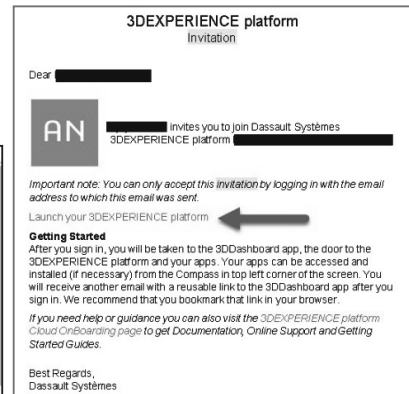 3DEXPERIENCE platform
Invitation
Dear
AN
invites you to join Dassault Systèmes
3DEXPERIENCE platform
Important note: You can only accept this invitation by logging in with the email
address to which this email was sent.
Launch your 3DEXPERIENCE platform
Getting Started
After you sign in, you will be taken to the 3DDashboard app, the door to the
3DEXPERIENCE platform and your apps. Your apps can be accessed and
installed (if necessary) from the Compass in top left corner of the screen. You
will receive another email with a reusable link to the 3DDashboard app after you
sign in. We recommend that you bookmark that link in your browser.
If you need help or guidance you can also visit the 3DEXPERIENCE platform
Cloud OnBoarding page to get Documentation, Online Support and Getting
Started Guides.
Best Regards,
Dassault Systèmes